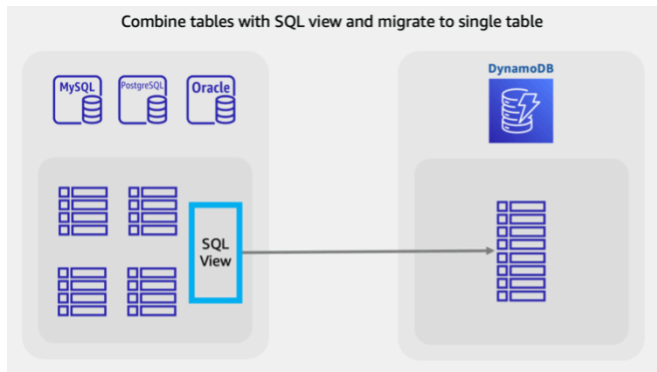 Combine tables with SQL view and migrate to single table
MySQL
PostgreSQL
Oracle
DynamoDB
SQL
View